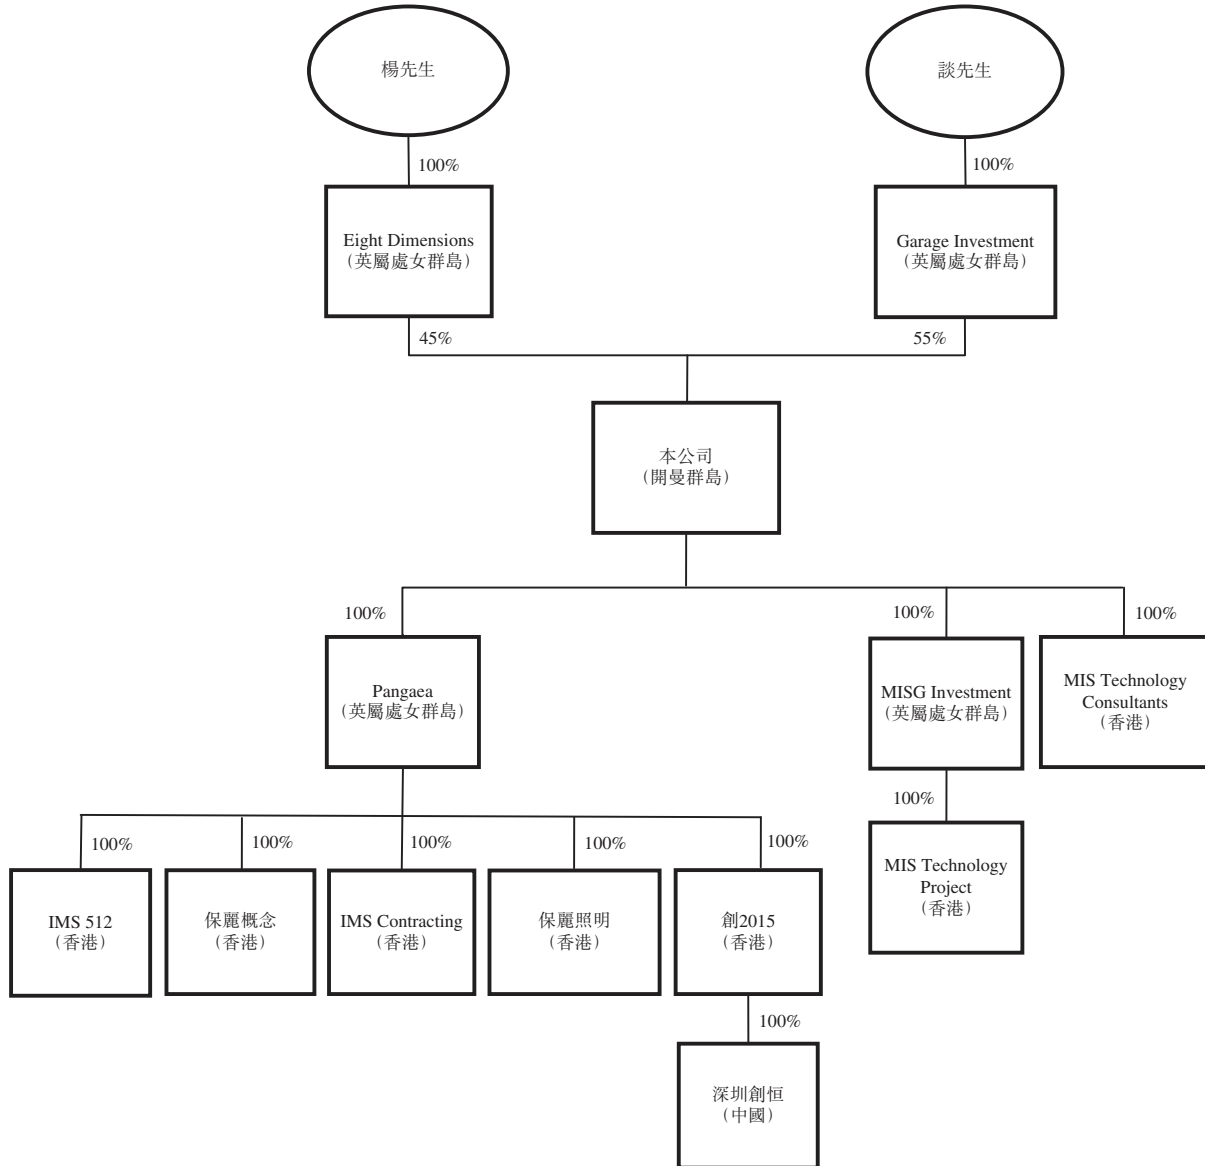 楊先生
談先生
100%
100%
Eight Dimensions
（英屬處女群島）
Garage Investment
（英屬處女群島）
45%
55%
本公司
（開曼群島）
100%
100%
100%
Pangaea
（英屬處女群島）
MISG Investment
（英屬處女群島）
MIS Technology
Consultants
（香港）
100%
100%
100%
100%
100%
100%
IMS 512
（香港）
保麗概念
（香港）
IMS Contracting
（香港）
保麗照明
（香港）
創2015
（香港）
MIS Technology
Project
（香港）
100%
深圳創恒
（中國）